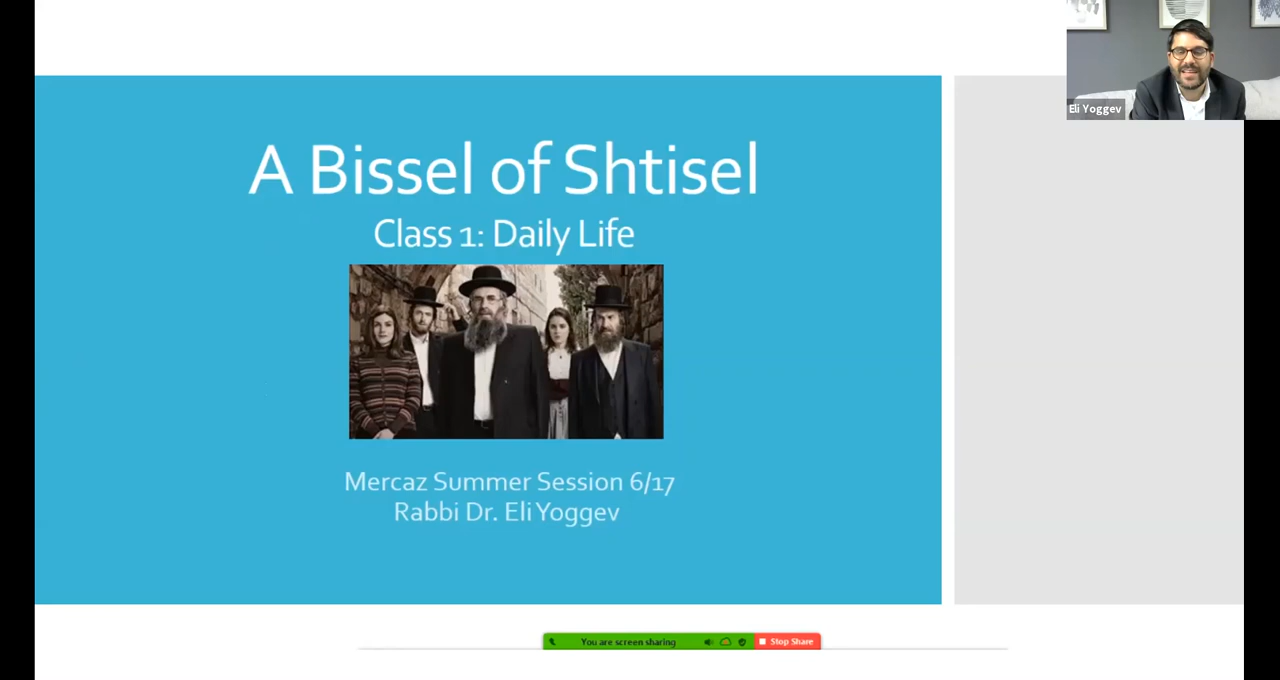 A Bissel of Shtisel
Class 1: Daily Life
Mercaz Summer Session 6/17
Rabbi Dr. Eli Yoggev
Eli Yoggev
You are screen sharing
Stop Share